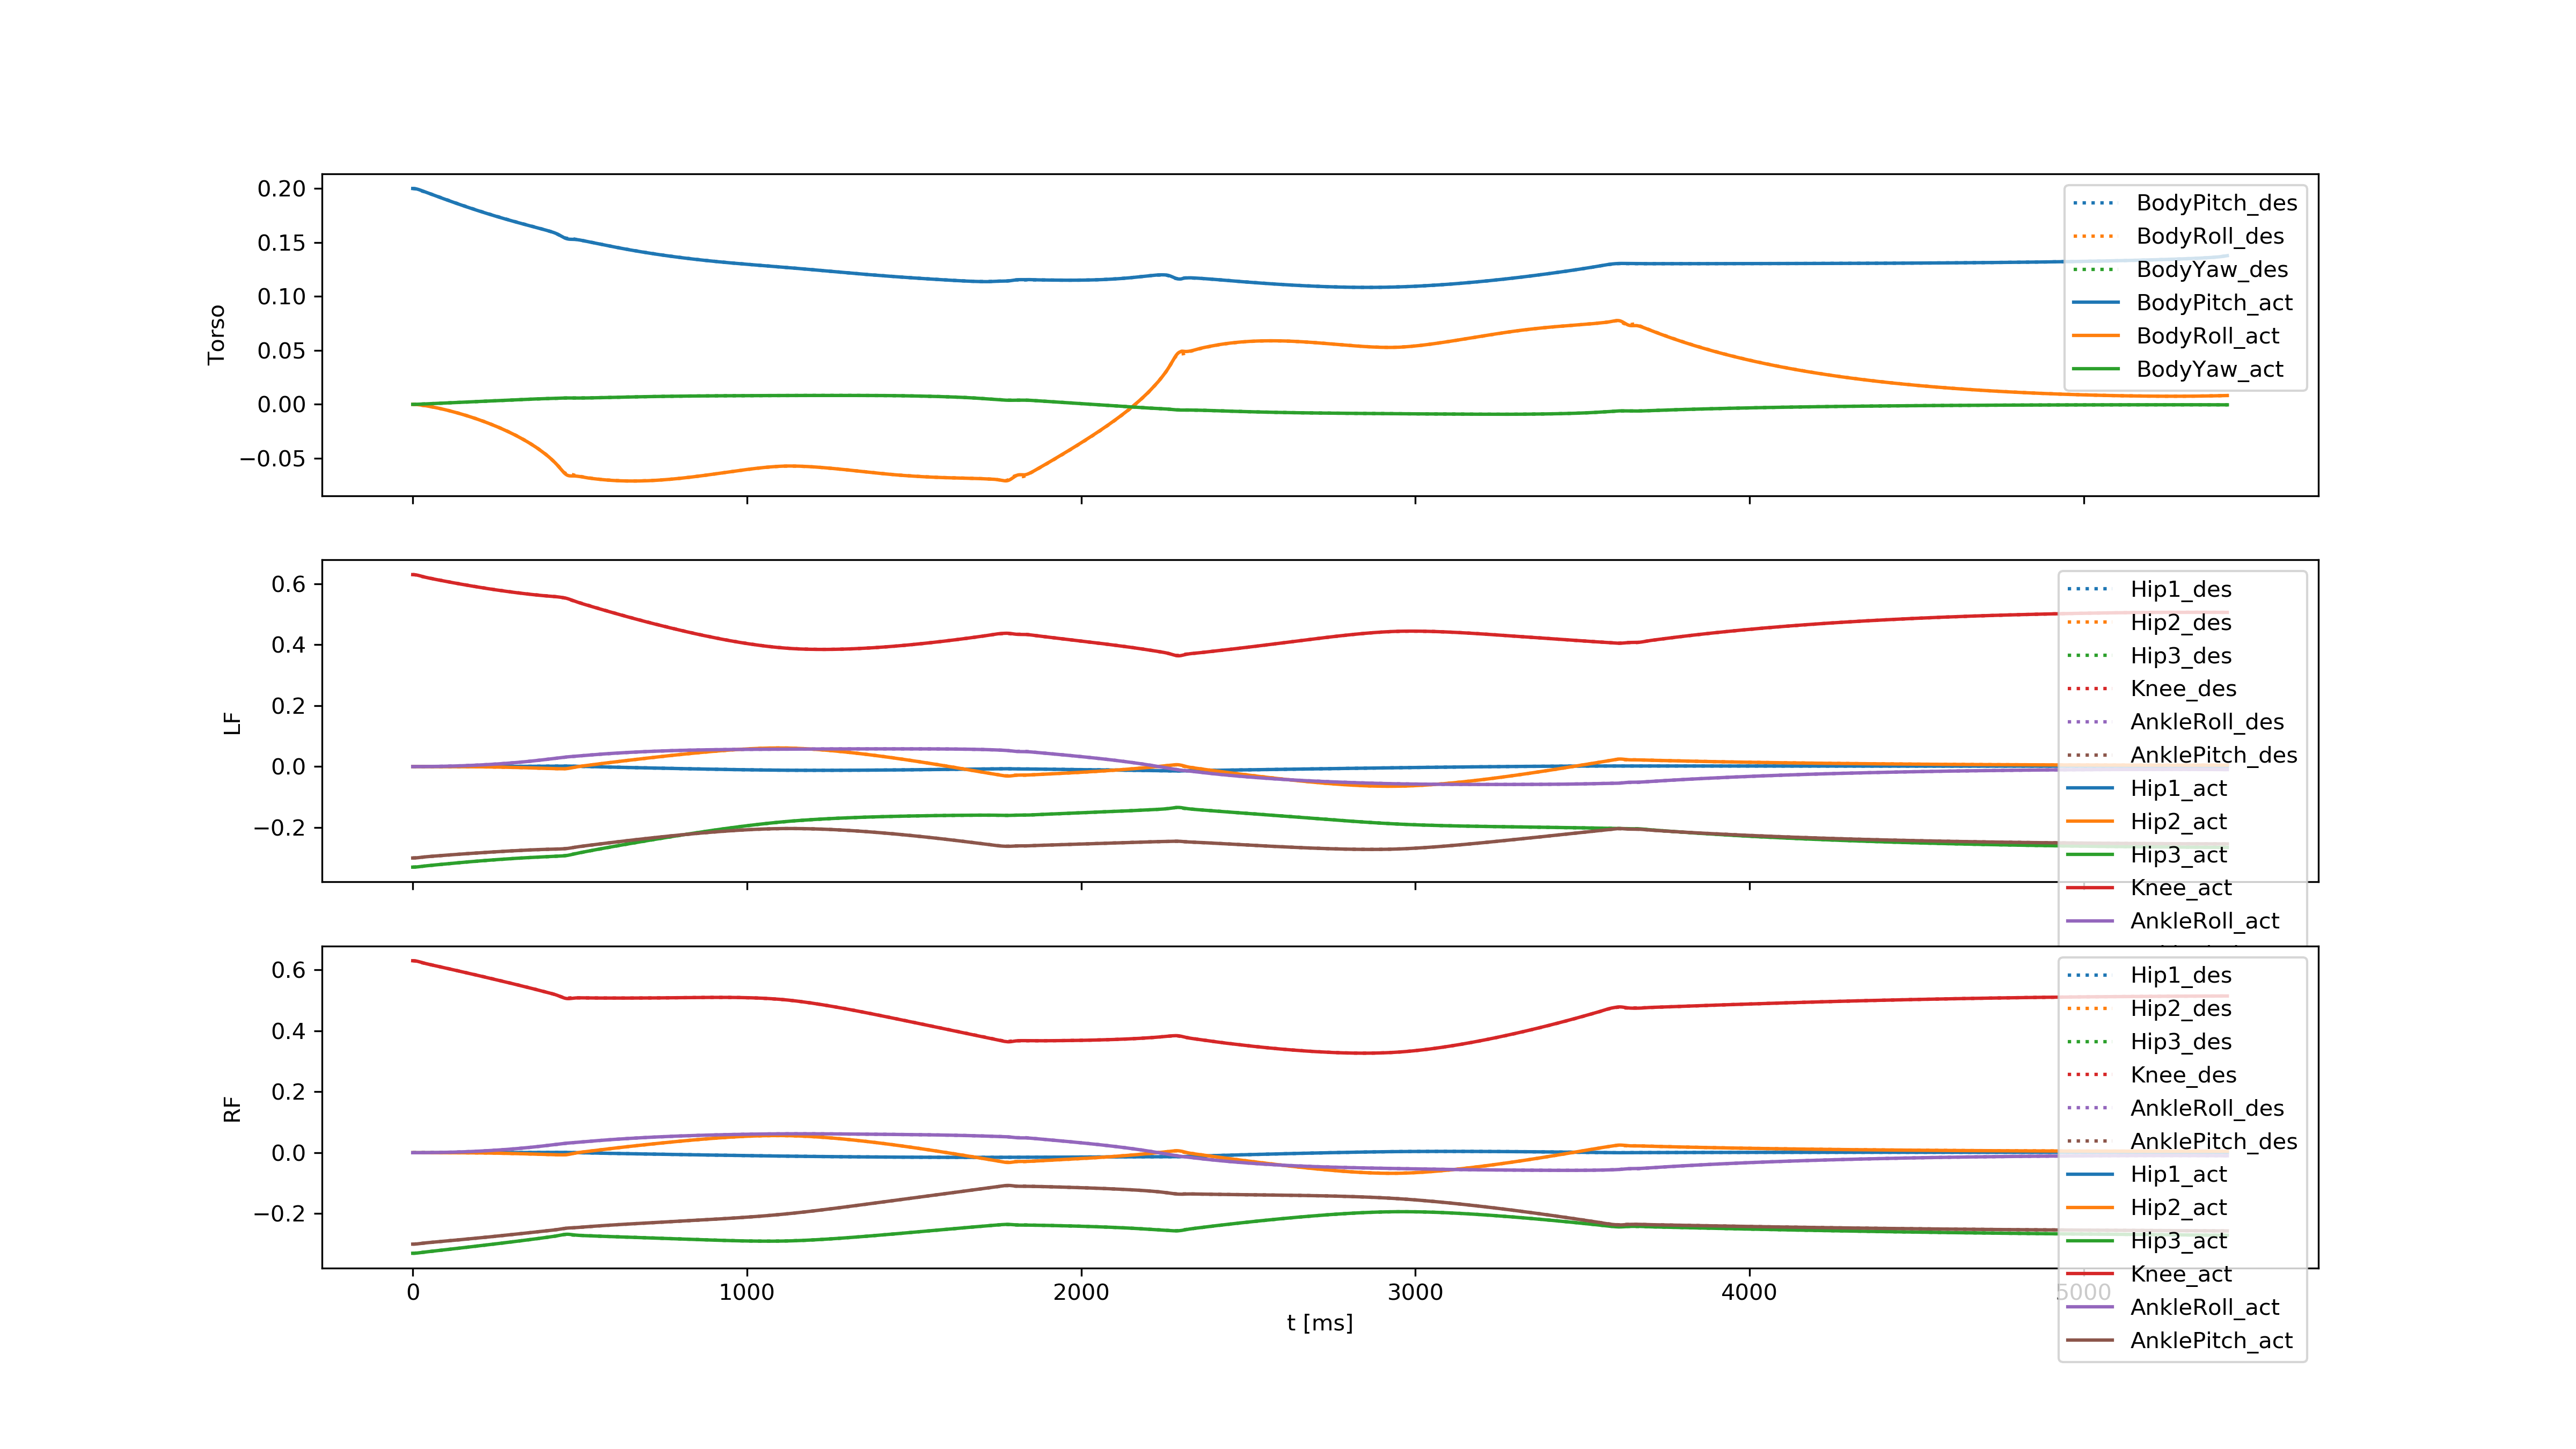 0.20
0.15
0.10
0.05
0.00
−0.05
Torso
BodyPitch_des
BodyRoll_des
BodyYaw_des
BodyPitch_act
BodyRoll_act
BodyYaw_act
0.6
0.4
0.2
0.0
−0.2
LF
Hip1_des
Hip2_des
Hip3_des
Knee_des
AnkleRoll_des
AnklePitch_des
Hip1_act
Hip2_act
Hip3_act
Knee_act
AnkleRoll_act
0.6
0.4
0.2
0.0
−0.2
RF
Hip1_des
Hip2_des
Hip3_des
Knee_des
AnkleRoll_des
AnklePitch_des
Hip1_act
Hip2_act
Hip3_act
Knee_act
AnkleRoll_act
AnklePitch_act
0 1000 2000 3000 4000 5000
t [ms]